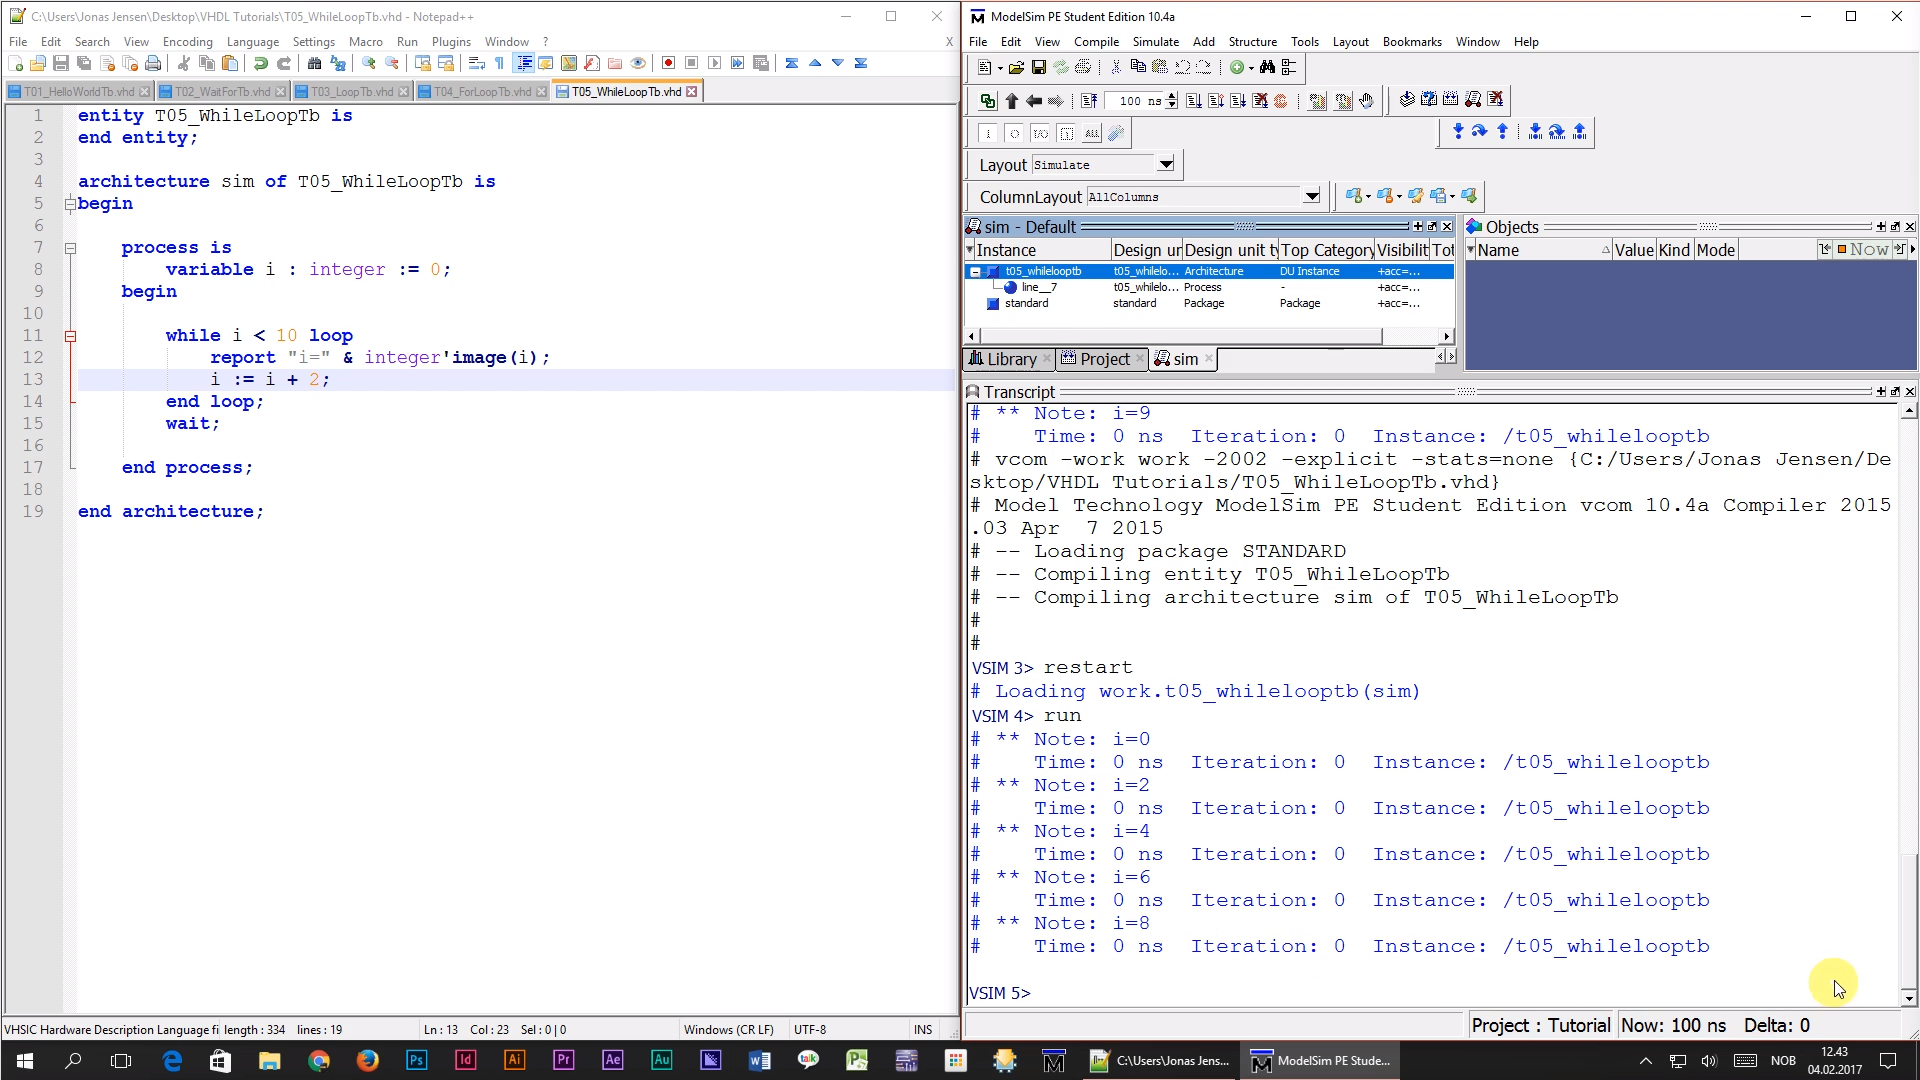 C:\Users\Jonas Jensen\Desktop\VHDL Tutorials\T05_WhileLoopTb.vhd - Notepad++
File Edit Search View Encoding Language Settings Macro Run Plugins Window ? X
T01_HelloWorldTb.vhd T02_WaitForTb.vhd T03_LoopTb.vhd T04_ForLoopTb.vhd T05_WhileLoopTb.vhd
1 entity T05_WhileLoopTb is
2 end entity;
3
4 architecture sim of T05_WhileLoopTb is
5 begin
6
7 process is
8 variable i : integer := 0;
9 begin
10
11 while i < 10 loop
12 report "i=" & integer'image(i);
13 i := i + 2;
14 end loop;
15 wait;
16
17 end process;
18
19 end architecture;
VHSIC Hardware Description Language fi length : 334 lines : 19 Ln : 13 Col : 23 Sel : 0 | 0 Windows (CR LF) UTF-8 INS
ModelSim PE Student Edition 10.4a
File Edit View Compile Simulate Add Structure Tools Layout Bookmarks Window Help
100 ns
ALL
Layout Simulate
ColumnLayout AllColumns
sim - Default
Instance Design ur Design unit ty Top Category Visibilit Tot
t05_whilelooptb t05_whilelo... Architecture DU Instance +acc=...
line__7 t05_whilelo... Process - +acc=...
standard standard Package Package +acc=...
Library Project sim
Objects
Name Value Kind Mode Now
Transcript
# ** Note: i=9
# Time: 0 ns Iteration: 0 Instance: /t05_whilelooptb
# vcom -work work -2002 -explicit -stats=none {C:/Users/Jonas Jensen/De
sktop/VHDL Tutorials/T05_WhileLoopTb.vhd}
# Model Technology ModelSim PE Student Edition vcom 10.4a Compiler 2015
.03 Apr 7 2015
# -- Loading package STANDARD
# -- Compiling entity T05_WhileLoopTb
# -- Compiling architecture sim of T05_WhileLoopTb
#
#
VSIM 3> restart
# Loading work.t05_whilelooptb(sim)
VSIM 4> run
# ** Note: i=0
# Time: 0 ns Iteration: 0 Instance: /t05_whilelooptb
# ** Note: i=2
# Time: 0 ns Iteration: 0 Instance: /t05_whilelooptb
# ** Note: i=4
# Time: 0 ns Iteration: 0 Instance: /t05_whilelooptb
# ** Note: i=6
# Time: 0 ns Iteration: 0 Instance: /t05_whilelooptb
# ** Note: i=8
# Time: 0 ns Iteration: 0 Instance: /t05_whilelooptb
VSIM 5>
Project : Tutorial Now: 100 ns Delta: 0
Ps Id Ai Pr Ae Au talk C:\Users\Jonas Jens... ModelSim PE Stude... NOB 12.43
04.02.2017